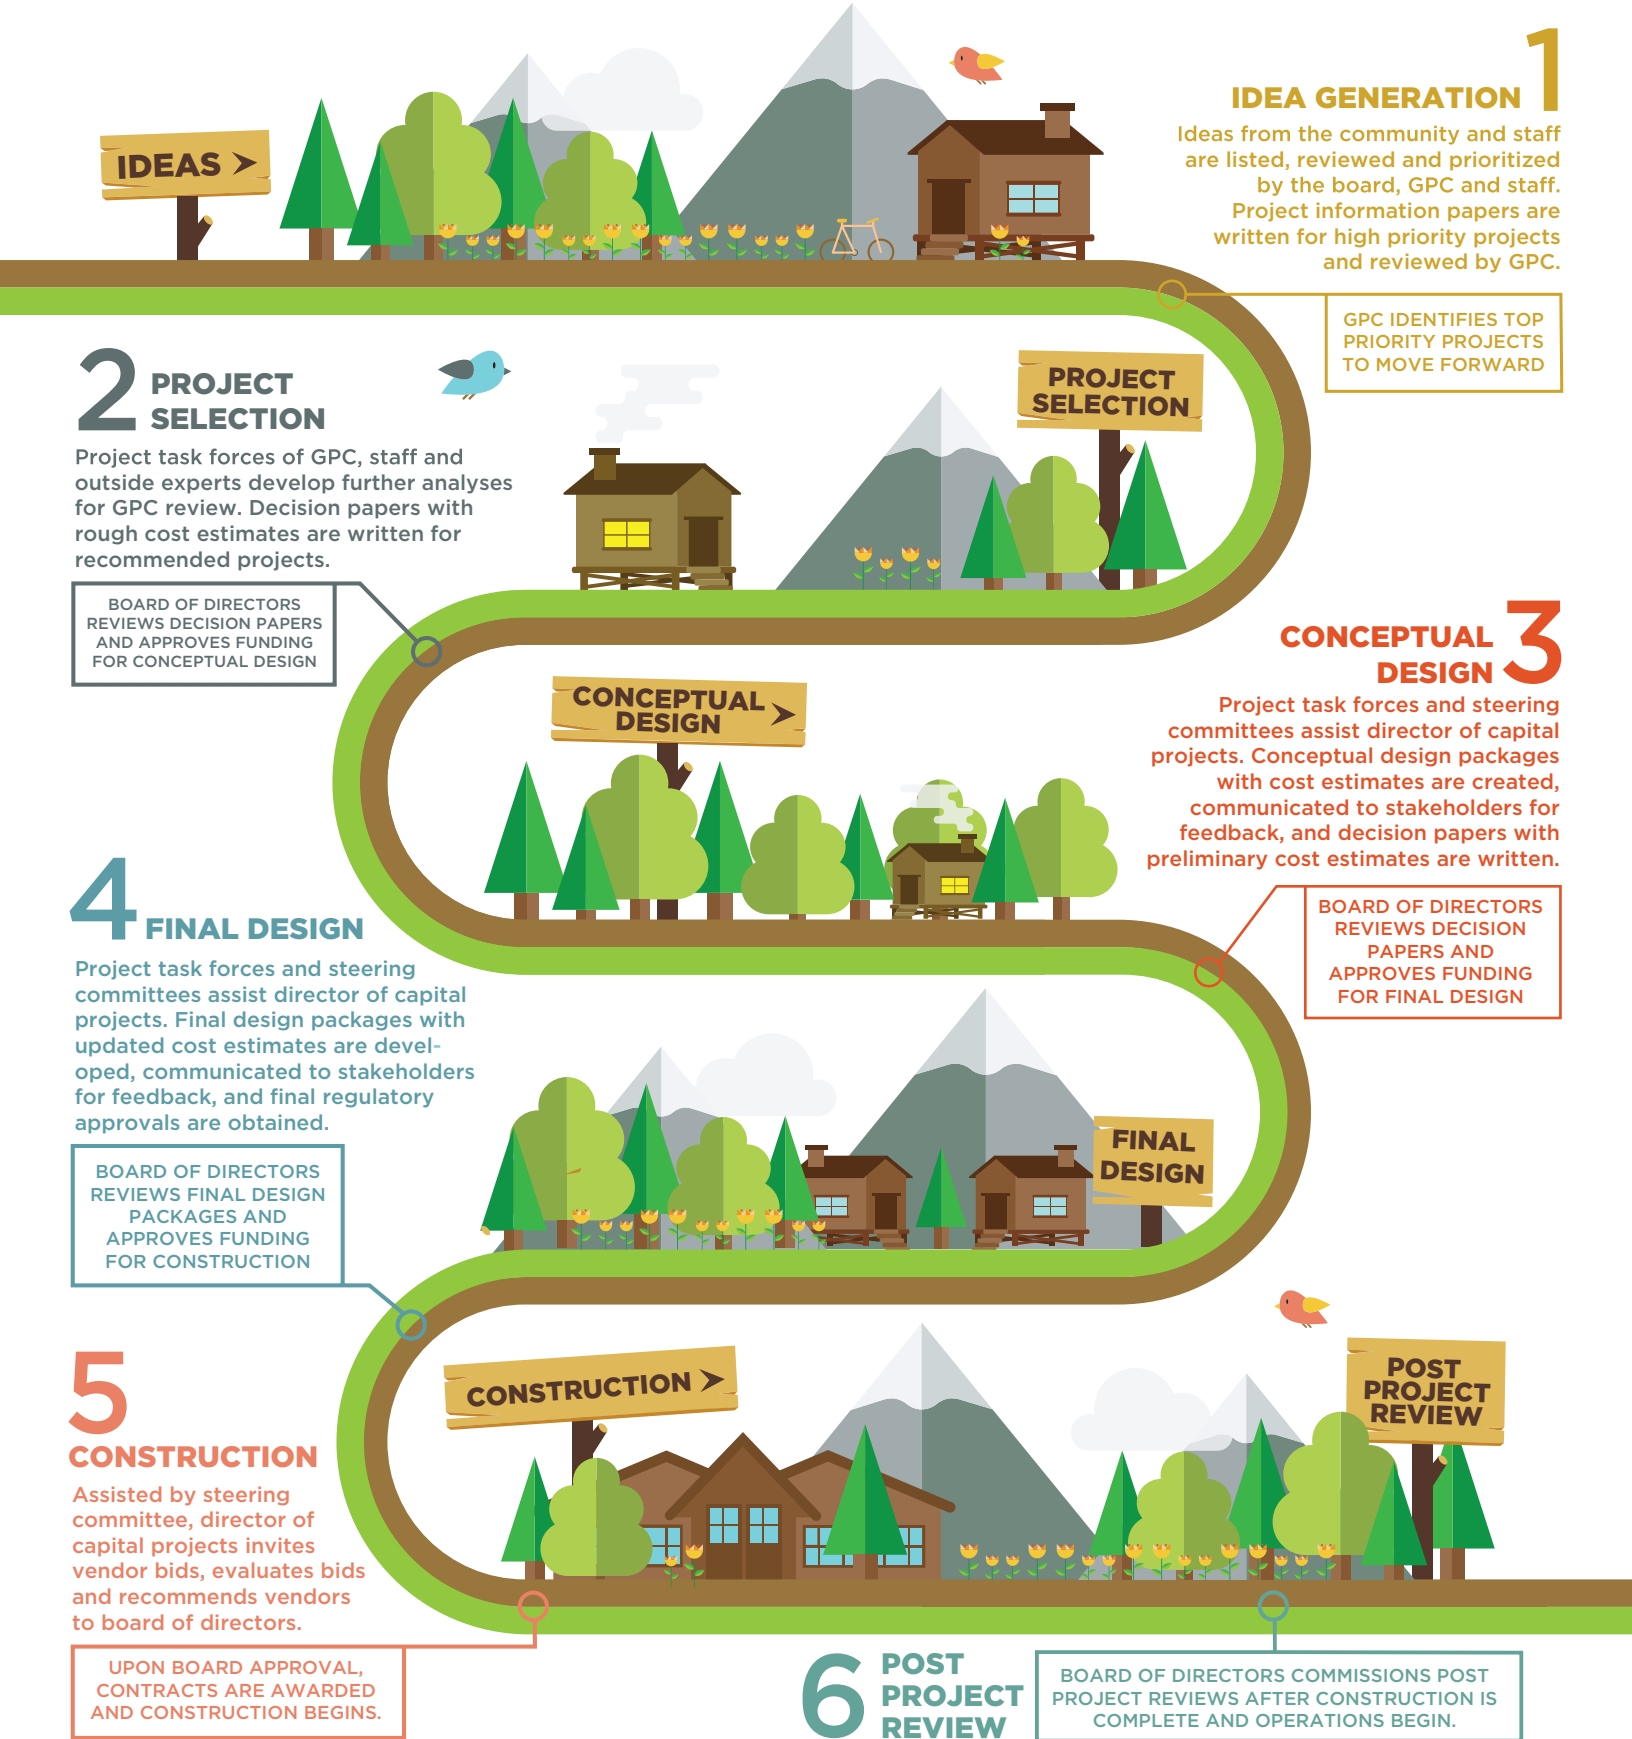 1
IDEA GENERATION
Ideas from the community and staff
are listed, reviewed and prioritized
by the board, GPC and staff.
Project information papers are
written for high priority projects
and reviewed by GPC.
GPC IDENTIFIES TOP
PRIORITY PROJECTS
TO MOVE FORWARD
IDEAS
2
PROJECT
SELECTION
Project task forces of GPC, staff and
outside experts develop further analyses
for GPC review. Decision papers with
rough cost estimates are written for
recommended projects.
BOARD OF DIRECTORS
REVIEWS DECISION PAPERS
AND APPROVES FUNDING
FOR CONCEPTUAL DESIGN
PROJECT
SELECTION
3
CONCEPTUAL
DESIGN
Project task forces and steering
committees assist director of capital
projects. Conceptual design packages
with cost estimates are created,
communicated to stakeholders for
feedback, and decision papers with
preliminary cost estimates are written.
BOARD OF DIRECTORS
REVIEWS DECISION
PAPERS AND
APPROVES FUNDING
FOR FINAL DESIGN
CONCEPTUAL
DESIGN
4
FINAL DESIGN
Project task forces and steering
committees assist director of capital
projects. Final design packages with
updated cost estimates are devel-
oped, communicated to stakeholders
for feedback, and final regulatory
approvals are obtained.
BOARD OF DIRECTORS
REVIEWS FINAL DESIGN
PACKAGES AND
APPROVES FUNDING
FOR CONSTRUCTION
FINAL
DESIGN
5
CONSTRUCTION
Assisted by steering
committee, director of
capital projects invites
vendor bids, evaluates bids
and recommends vendors
to board of directors.
UPON BOARD APPROVAL,
CONTRACTS ARE AWARDED
AND CONSTRUCTION BEGINS.
CONSTRUCTION
POST
PROJECT
REVIEW
6
POST
PROJECT
REVIEW
BOARD OF DIRECTORS COMMISSIONS POST
PROJECT REVIEWS AFTER CONSTRUCTION IS
COMPLETE AND OPERATIONS BEGIN.